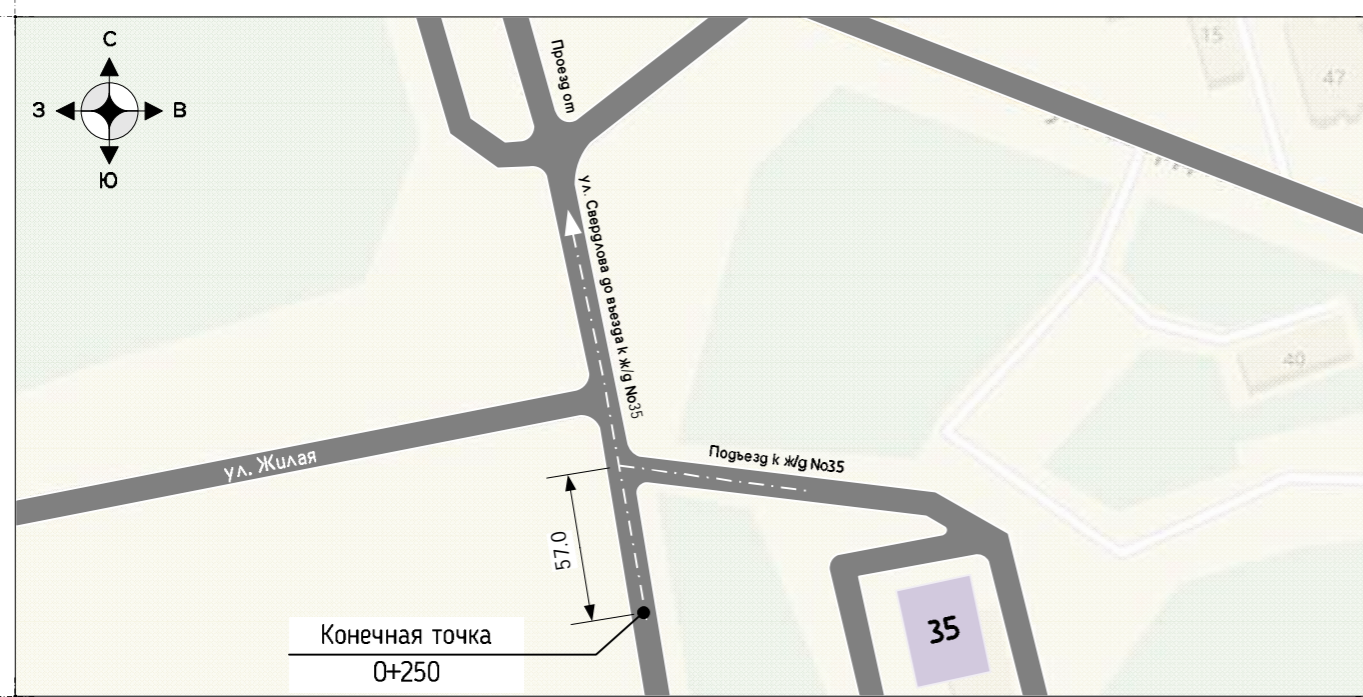 С
З
В
Ю
Проезд от
15
47
ул. Свердлова до въезда к ж/д №35
40
ул. Жилая
Подъезд к ж/д №35
57.0
35
Конечная точка
0+250